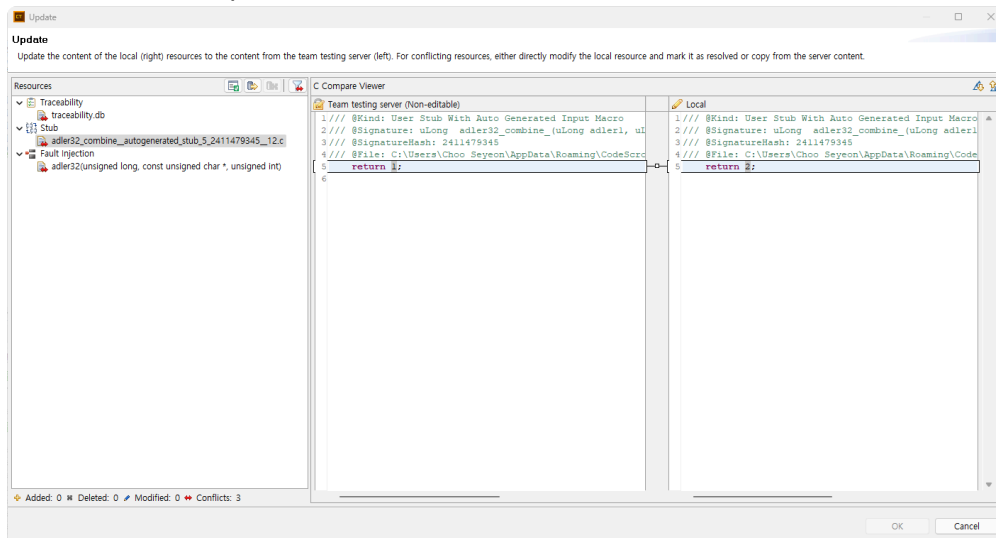 Update
Update
Update the content of the local (right) resources to the content from the team testing server (left). For conflicting resources, either directly modify the local resource and mark it as resolved or copy from the server content.
Resources
Traceability
traceability.db
Stub
adler32_combine__autogenerated_stub_5_2411479345__12.c
Fault Injection
adler32(unsigned long, const unsigned char *, unsigned int)
Added: 0 Deleted: 0 Modified: 0 Conflicts: 3
C Compare Viewer
Team testing server (Non-editable)
1 /// @Kind: User Stub With Auto Generated Input Macro
2 /// @Signature: uLong adler32_combine_(uLong adler1, uL
3 /// @SignatureHash: 2411479345
4 /// @File: C:\Users\Choo Seyeon\AppData\Roaming\CodeScro
5 return 1;
6
Local
1 /// @Kind: User Stub With Auto Generated Input Macro
2 /// @Signature: uLong adler32_combine_(uLong adler1
3 /// @SignatureHash: 2411479345
4 /// @File: C:\Users\Choo Seyeon\AppData\Roaming\Code
5 return 2;
OK Cancel